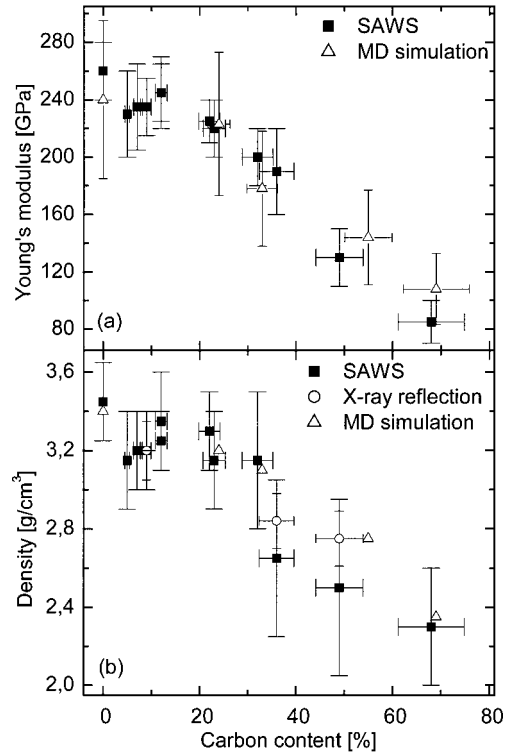 280
240
200
160
120
80
Young's modulus [GPa]
SAWS
MD simulation
(a)
3,6
3,2
2,8
2,4
2,0
Density [g/cm³]
SAWS
X-ray reflection
MD simulation
(b)
0 20 40 60 80
Carbon content [%]